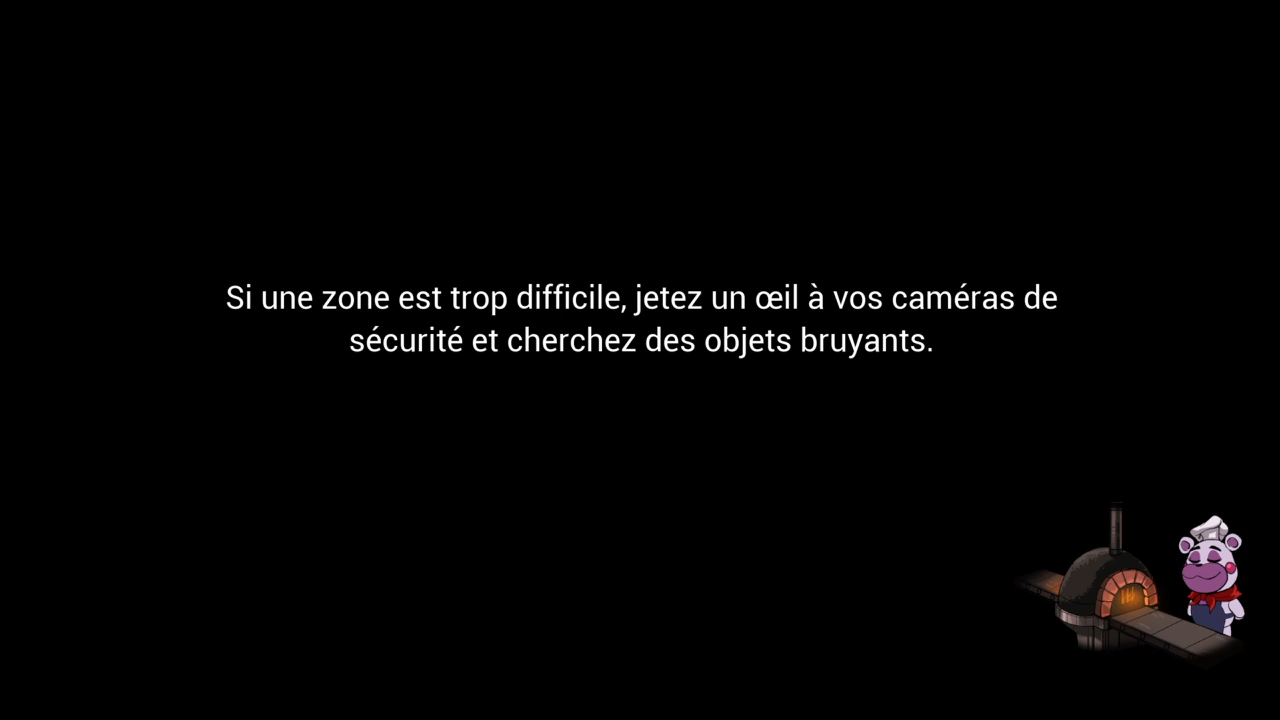 Si une zone est trop difficile, jetez un œil à vos caméras de
sécurité et cherchez des objets bruyants.